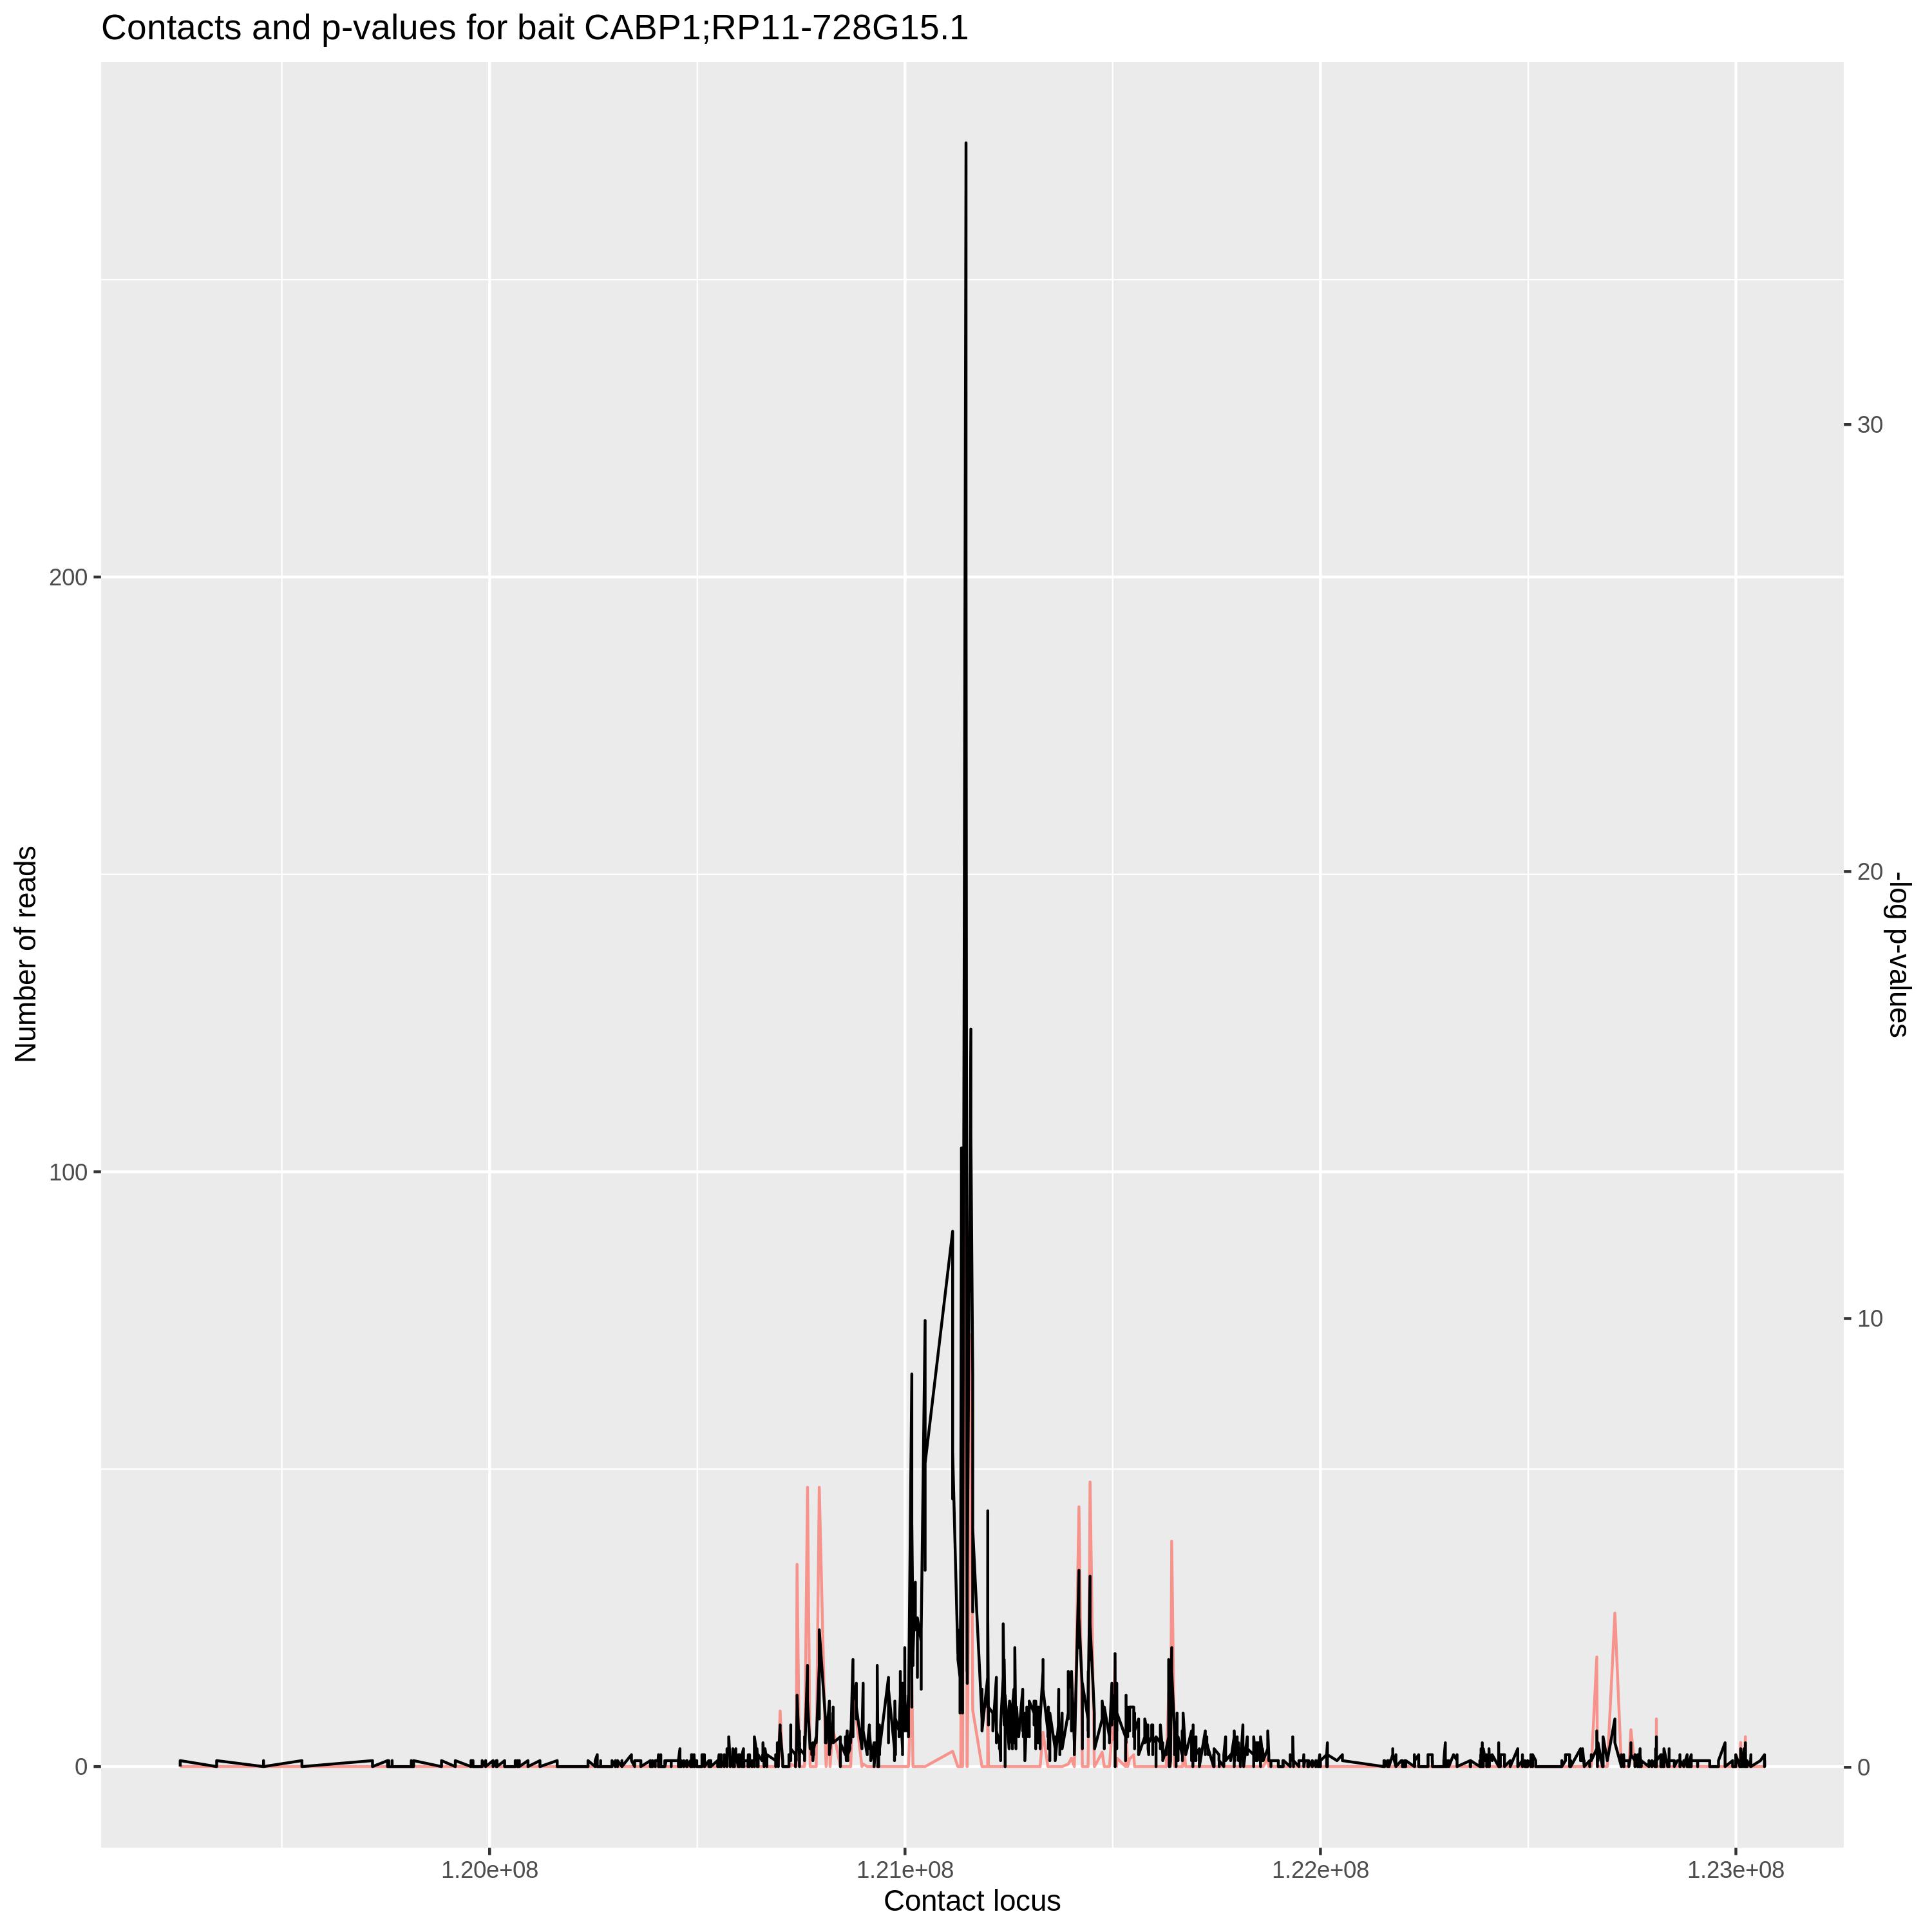 Contacts and p-values for bait CABP1;RP11-728G15.1
Number of reads
200
100
0
30
20
10
0
-log p-values
1.20e+08
1.21e+08
1.22e+08
1.23e+08
Contact locus